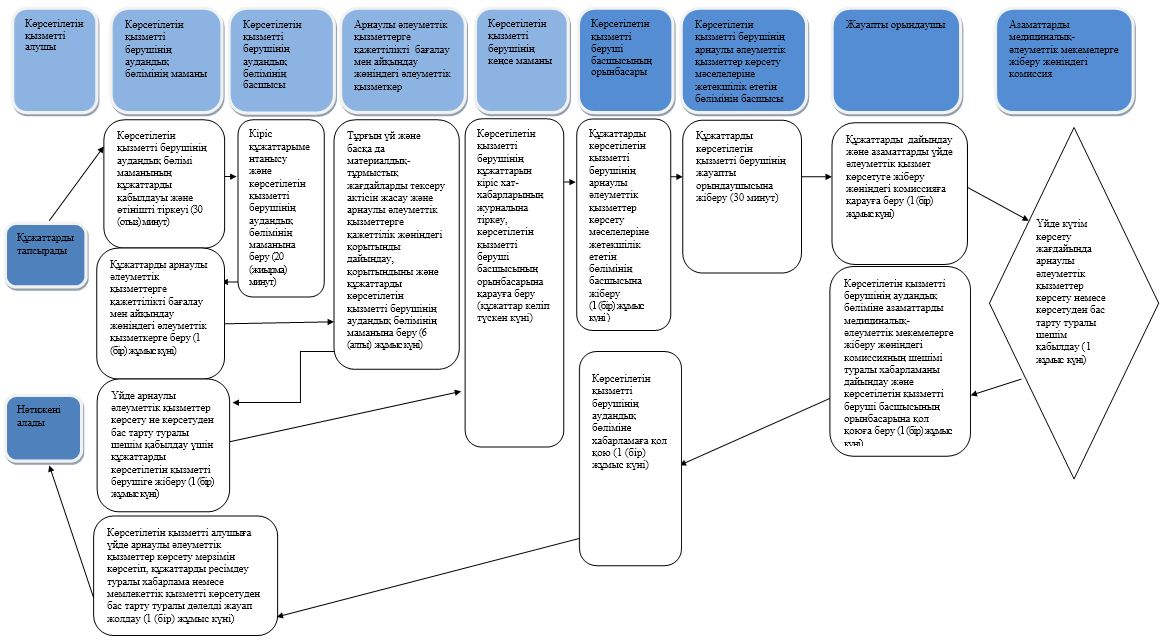 Көрсетілетін
қызметті
алушы
Көрсетілетін
қызметті
берушінің
аудандық
бөлімінің маманы
Көрсетілетін
қызметті
берушінің
аудандық
бөлімінің
басшысы
Арнаулы әлеуметтік
қызметтерге
қажеттілікті бағалау
мен айқындау
жөніндегі әлеуметтік
қызметкер
Көрсетілетін
қызметті
берушінің
кеңсе маманы
Көрсетілетін
қызметті
беруші
басшысының
орынбасары
Көрсетілетін
қызметті берушінің
арнаулы әлеуметтік
қызметтер көрсету
мәселелеріне
жетекшілік ететін
бөлімінің басшысы
Жауапты орындаушы
Азаматтарды
медициналық-
әлеуметтік мекемелерге
жіберу жөніндегі
комиссия
Құжаттарды
тапсырады
Көрсетілетін
қызметті берушінің
аудандық бөлімі
маманының
құжаттарды
қабылдауы және
өтінішті тіркеуі (30
(отыз) минут)
Кіріс
құжаттарыме
нтанысу
және
көрсетілетін
қызметті
берушінің
аудандық
бөлімінің
маманына
беру (20
(жиырма)
минут)
Құжаттарды арнаулы
әлеуметтік
қызметтерге
қажеттілікті бағалау
мен айқындау
жөніндегі әлеуметтік
қызметкерге беру (1
(бір) жұмыс күні)
Тұрғын үй және
басқа да
материалдық-
тұрмыстық
жағдайларды тексеру
актісін жасау және
арнаулы әлеуметтік
қызметтерге
қажеттілік жөніндегі
қорытынды
дайындау,
қорытындыны және
құжаттарды
көрсетілетін
қызметті берушінің
аудандық бөлімінің
маманына беру (6
(алты) жұмыс күні)
Үйде арнаулы
әлеуметтік қызметтер
көрсету не көрсетуден
бас тарту туралы
шешім қабылдау үшін
құжаттарды
көрсетілетін қызметті
берушіге жіберу (1 (бір)
жұмыс күні)
Көрсетілетін
қызметті
берушінің
құжаттарын
кіріс хат-
хабарларының
журналына
тіркеу,
көрсетілетін
қызметті
беруші
басшысының
орынбасарына
қарауға беру
(құжаттар келіп
түскен күні)
Құжаттарды
көрсетілетін
қызметті
берушінің
арнаулы
әлеуметтік
қызметтер
көрсету
мәселелеріне
жетекшілік
ететін
бөлімінің
басшысына
жіберу
(1 (бір) жұмыс
күні )
Құжаттарды
көрсетілетін
қызметті берушінің
жауапты
орындаушысына
жіберу (30 минут)
Құжаттарды дайындау
және азаматтарды үйде
әлеуметтік қызмет
көрсетуге жіберу
жөніндегі комиссияға
қарауға беру (1 (бір)
жұмыс күні)
Үйде күтім
көрсету
жағдайында
арнаулы
әлеуметтік
қызметтер
көрсету немесе
көрсетуден бас
тарту туралы
шешім
қабылдау (1
жұмыс күні)
Көрсетілетін қызметті
берушінің аудандық
бөліміне азаматтарды
медициналық-
әлеуметтік мекемелерге
жіберу жөніндегі
комиссияның шешімі
туралы хабарламаны
дайындау және
көрсетілетін қызметті
беруші басшысының
орынбасарына қол
қоюға беру (1 (бір) жұмыс
күні)
Көрсетілетін
қызметті
берушінің
аудандық
бөліміне
хабарламаға қол
қою (1 (бір)
жұмыс күні)
Көрсетілетін қызметті алушыға
үйде арнаулы әлеуметтік
қызметтер көрсету мерзімін
көрсетіп, құжаттарды ресімдеу
туралы хабарлама немесе
мемлекеттік қызметті көрсетуден
бас тарту туралы дәлелді жауап
жолдау (1 (бір) жұмыс күні)
Нәтижені
алады